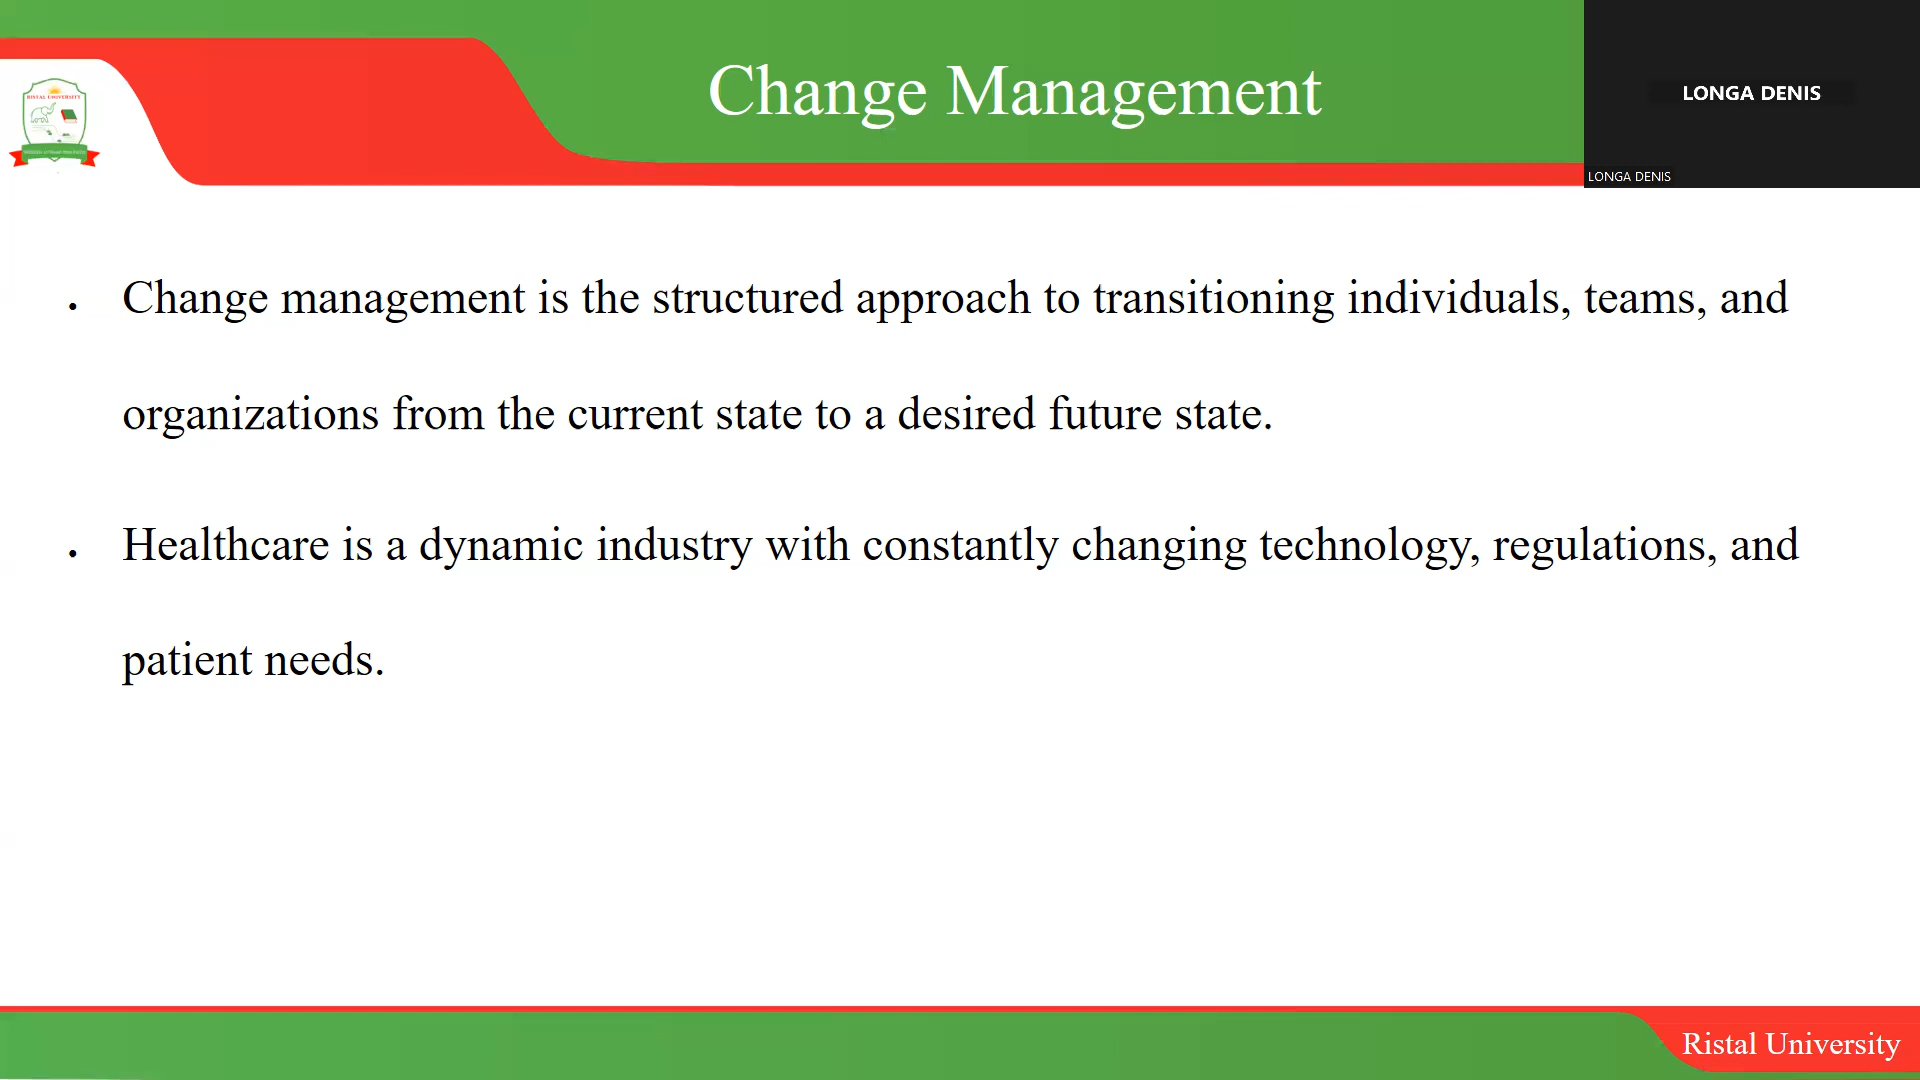 Change Management
LONGA DENIS
LONGA DENIS
RISTAL UNIVERSITY
• Change management is the structured approach to transitioning individuals, teams, and
organizations from the current state to a desired future state.
• Healthcare is a dynamic industry with constantly changing technology, regulations, and
patient needs.
Ristal University